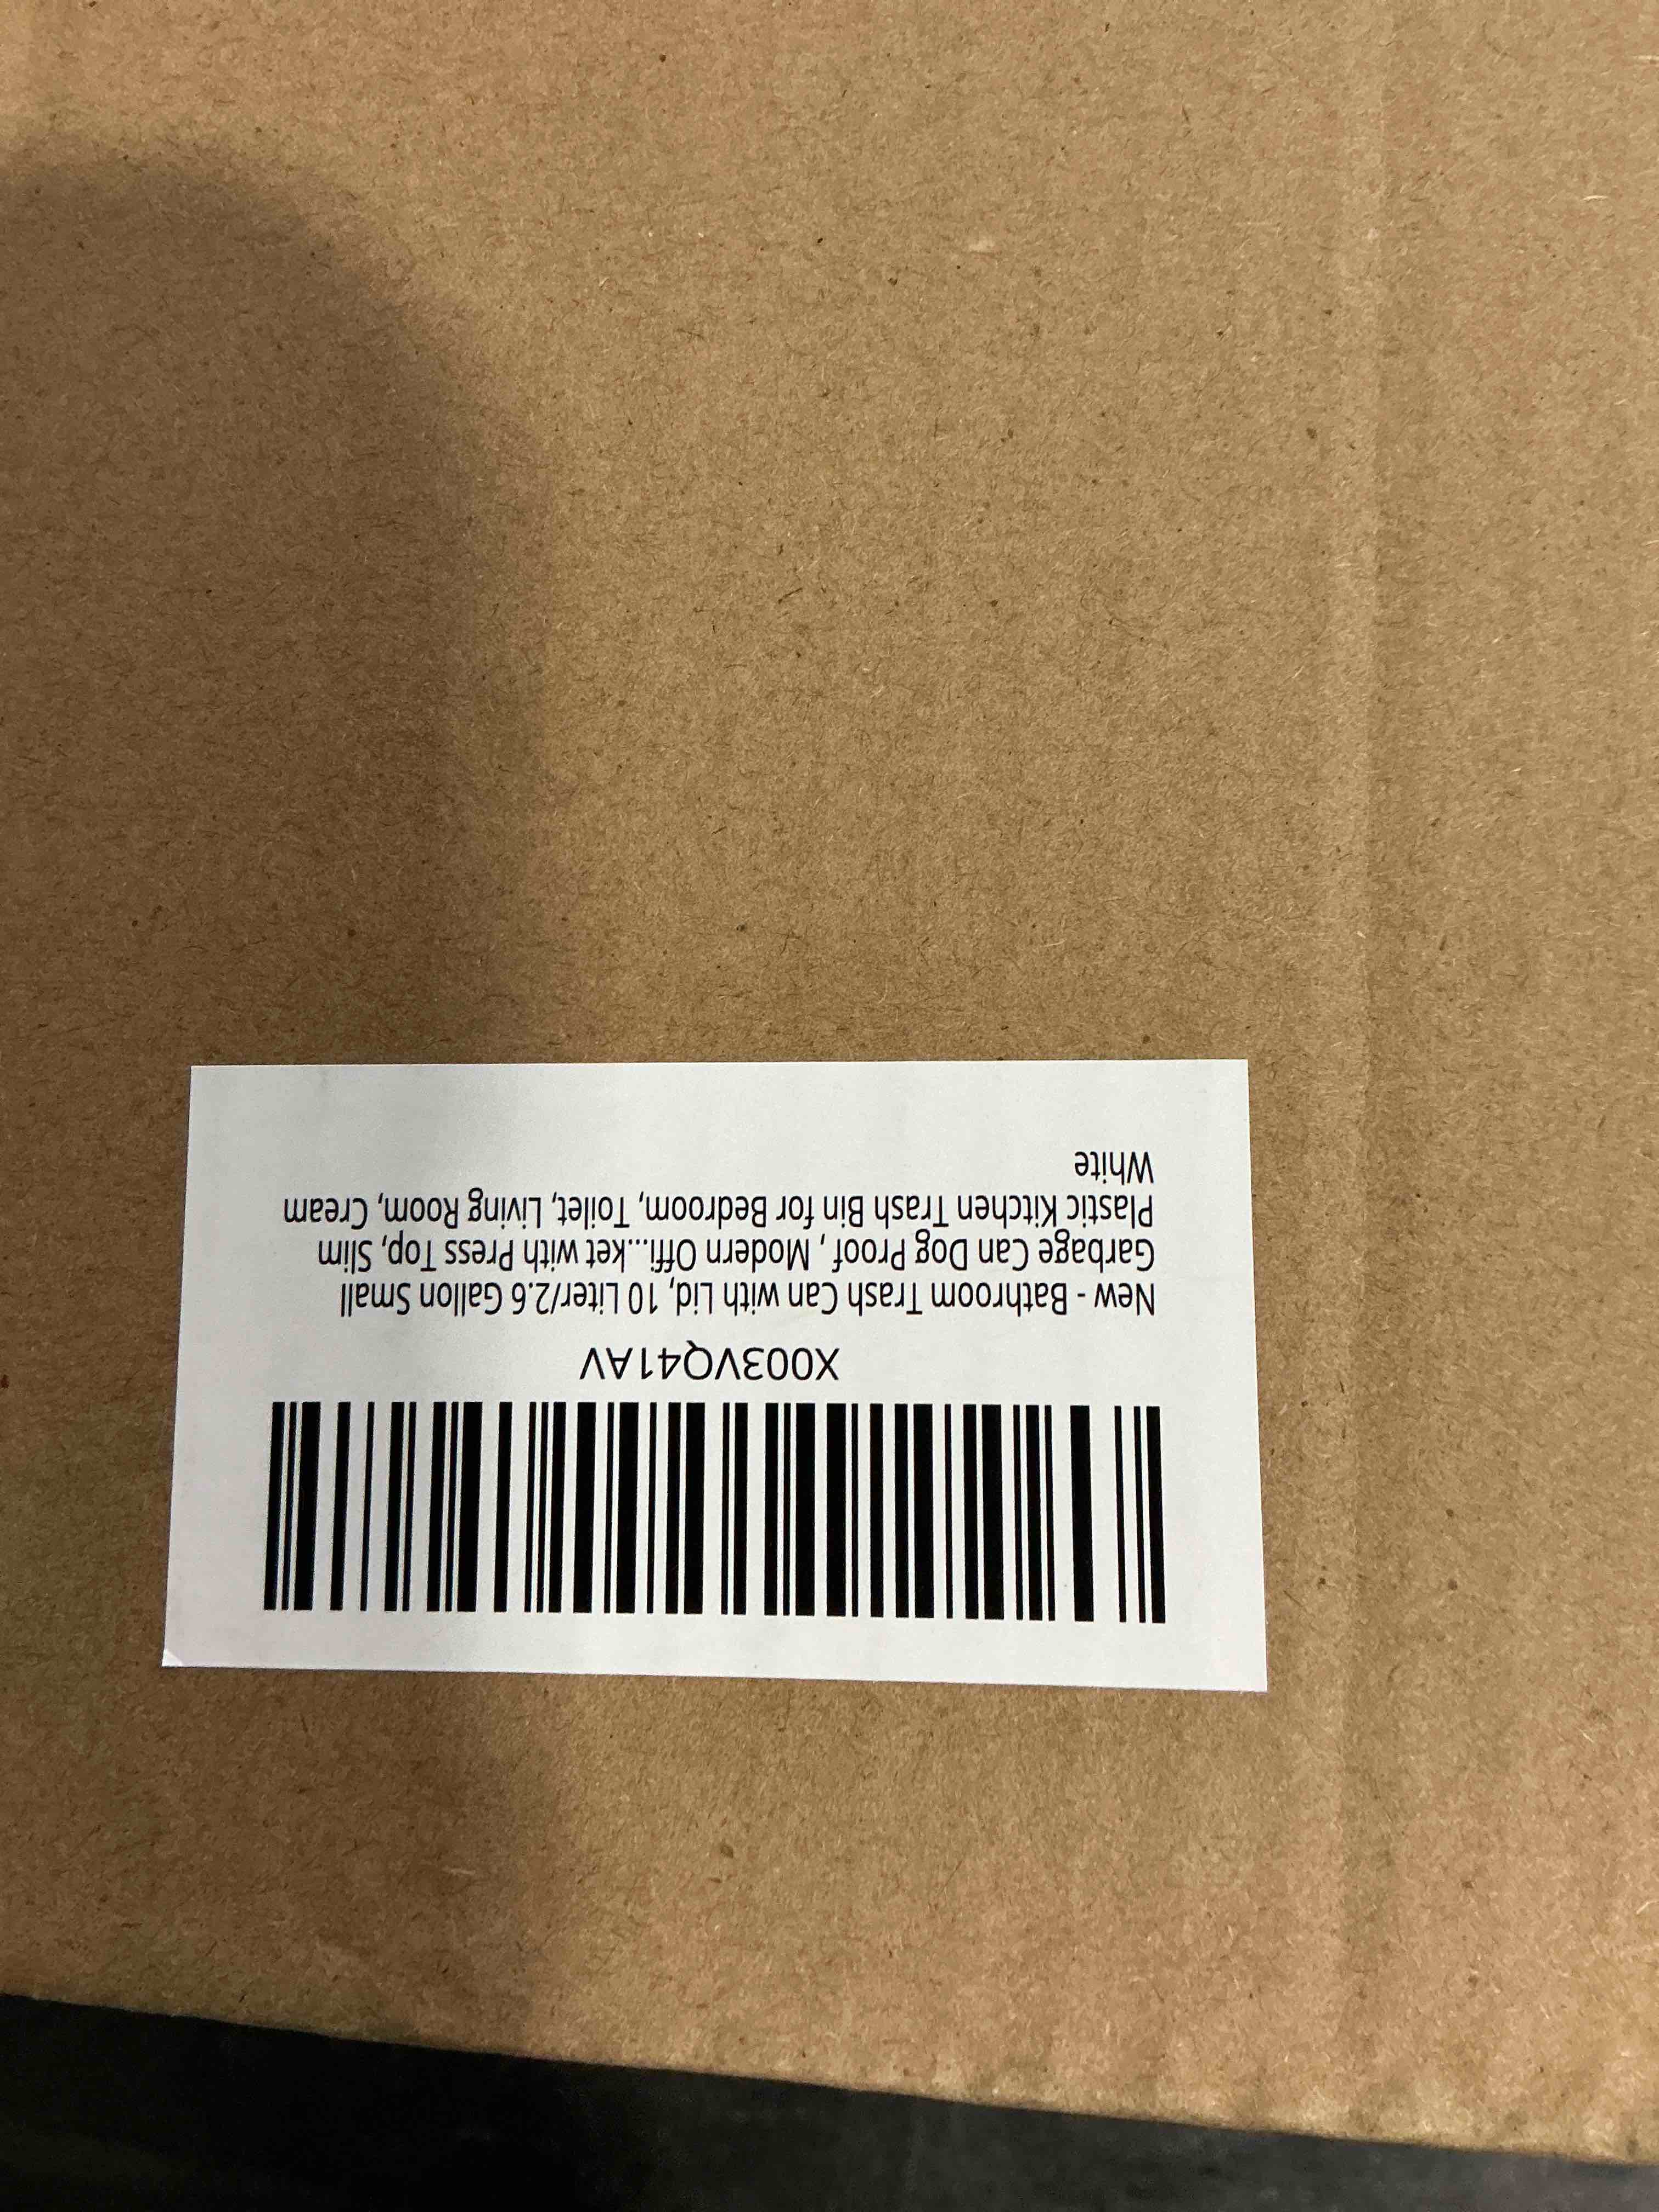 X003VQ41AV
New - Bathroom Trash Can with Lid, 10 Liter/2.6 Gallon Small
Garbage Can Dog Proof , Modern Offi...ket with Press Top, Slim
Plastic Kitchen Trash Bin for Bedroom, Toilet, Living Room, Cream
White